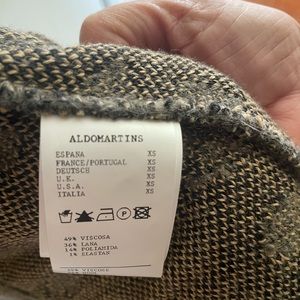 ALDOMARTINS
ESPANA XS
FRANCE/PORTUGAL XS
DEUTSCH XS
U.K. XS
U.S.A. XS
ITALIA XS
P
49% VISCOSA
36% LANA
14% POLIAMIDA
1% ELASTAN